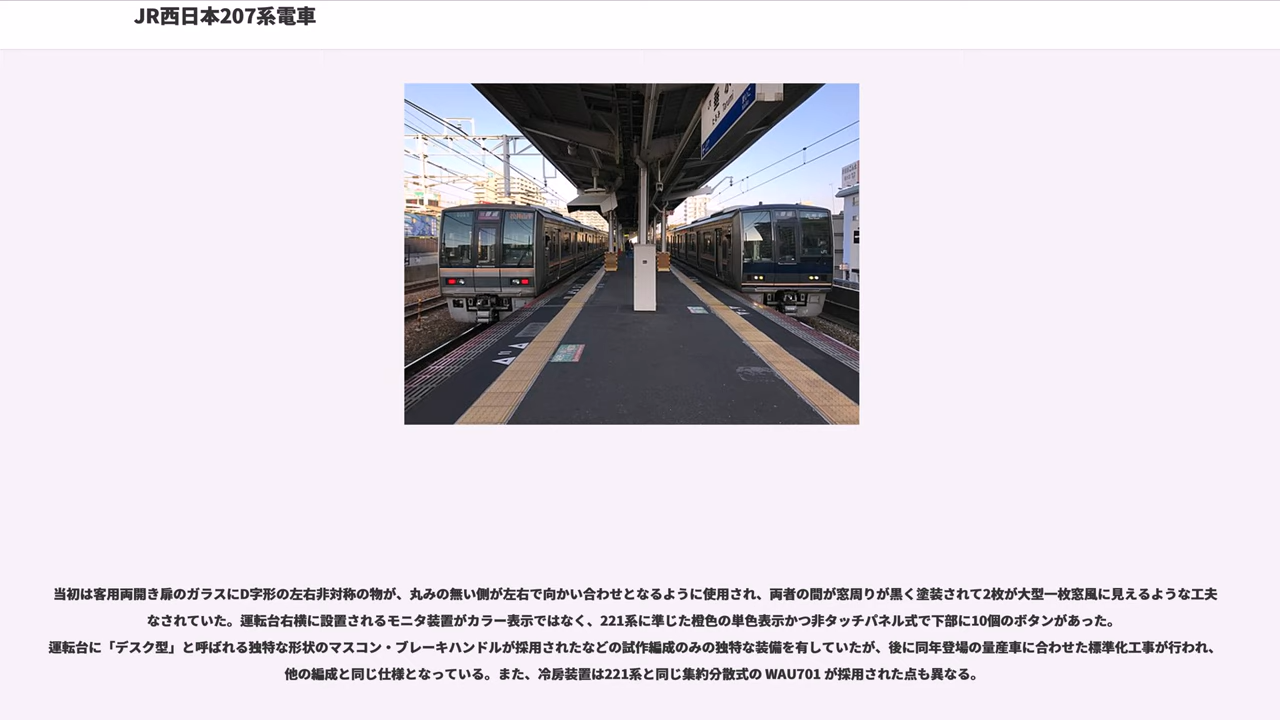 JR西日本207系電車
当初は客用両開き扉のガラスにD字形の左右非対称の物が、丸みの無い側が左右で向かい合わせとなるように使用され、両者の間が窓周りが黒く塗装されて2枚が大型一枚窓風に見えるような工夫
なされていた。運転台右横に設置されるモニタ装置がカラー表示ではなく、221系に準じた橙色の単色表示かつ非タッチパネル式で下部に10個のボタンがあった。
運転台に「デスク型」と呼ばれる独特な形状のマスコン・ブレーキハンドルが採用されたなどの試作編成のみの独特な装備を有していたが、後に同年登場の量産車に合わせた標準化工事が行われ、
他の編成と同じ仕様となっている。また、冷房装置は221系と同じ集約分散式の WAU701 が採用された点も異なる。